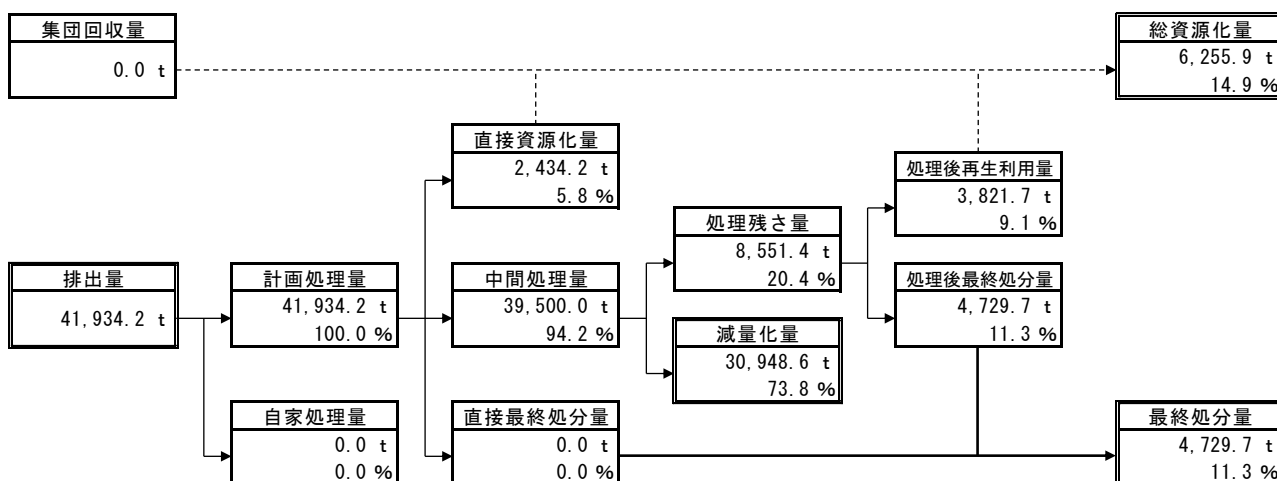 集団回収量
0.0 t
総資源化量
6,255.9 t
14.9 %
直接資源化量
2,434.2 t
5.8 %
処理後再生利用量
3,821.7 t
9.1 %
処理残さ量
8,551.4 t
20.4 %
排出量
41,934.2 t
計画処理量
41,934.2 t
100.0 %
中間処理量
39,500.0 t
94.2 %
処理後最終処分量
4,729.7 t
11.3 %
減量化量
30,948.6 t
73.8 %
自家処理量
0.0 t
0.0 %
直接最終処分量
0.0 t
0.0 %
最終処分量
4,729.7 t
11.3 %